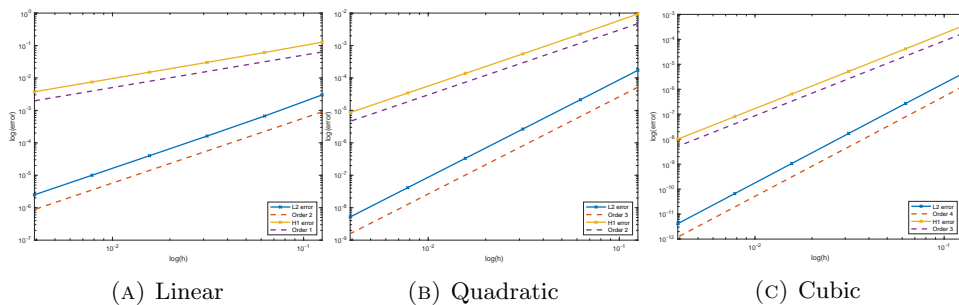 10^0
10^-1
10^-2
10^-3
10^-4
10^-5
10^-6
10^-7
log(error)
10^-2
10^-1
log(h)
L2 error
Order 2
H1 error
Order 1
(A) Linear
10^-2
10^-3
10^-4
10^-5
10^-6
10^-7
10^-8
10^-9
log(error)
10^-2
10^-1
log(h)
L2 error
Order 3
H1 error
Order 2
(B) Quadratic
10^-3
10^-4
10^-5
10^-6
10^-7
10^-8
10^-9
10^-10
10^-11
10^-12
log(error)
10^-2
10^-1
log(h)
L2 error
Order 4
H1 error
Order 3
(C) Cubic